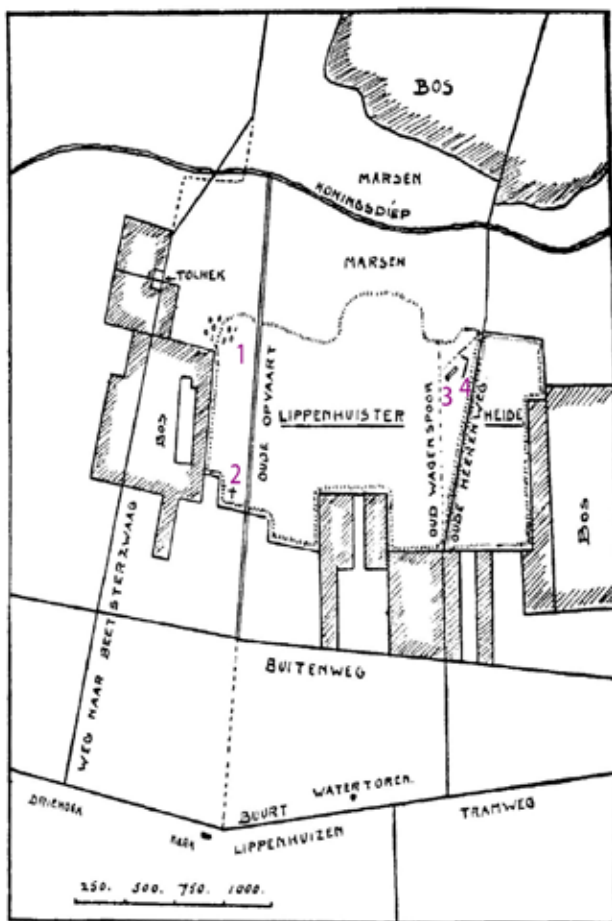 BOS
MARSEN
KONINGSDIEP
MARSEN
TOLHEK
1
OUDE OPVAART
OUD WAGENSPOOR
3
4
OUDE HEERENWEG
LIPPENHUISTER
HEIDE
BOS
2
BOS
WEG NAAR BEETSTERZWAAG
BUITENWEG
DRIEHOEK
BUURT
WATERTOREN.
TRAMWEG
KERK
LIPPENHUIZEN
250. 500. 750. 1000.